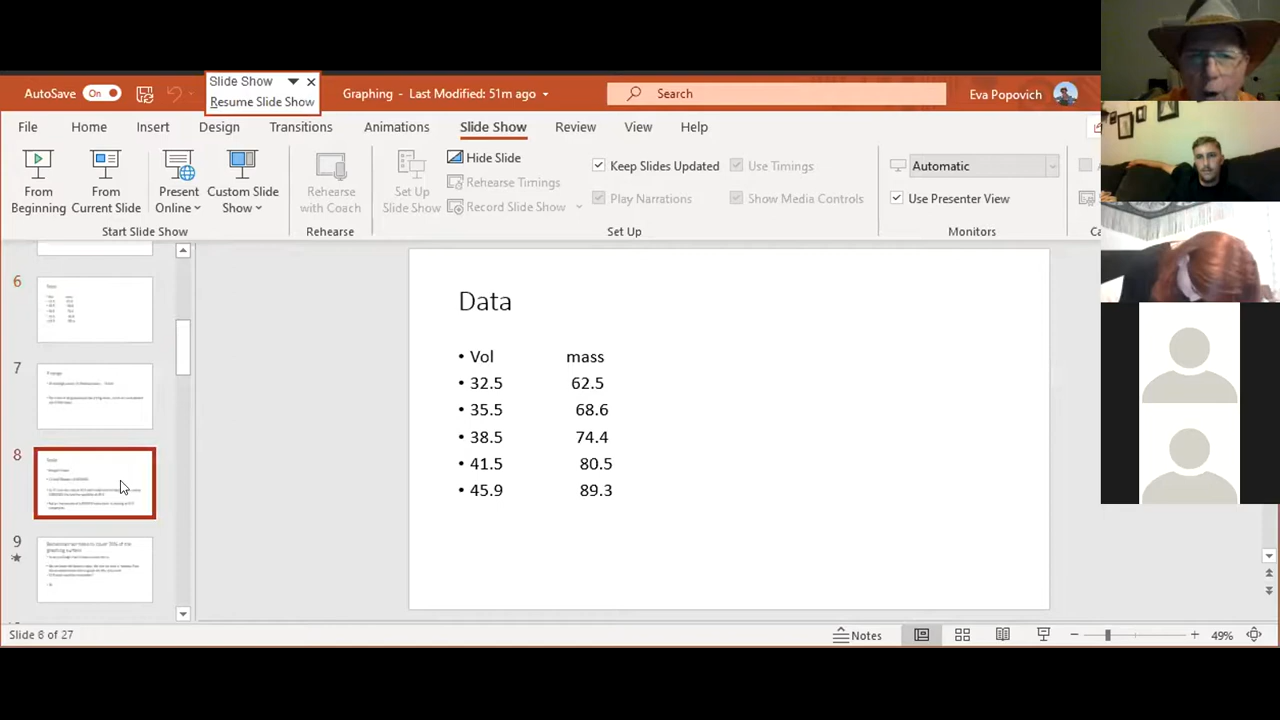 AutoSave On
Slide Show
Resume Slide Show
Graphing - Last Modified: 51m ago
Search
Eva Popovich
File Home Insert Design Transitions Animations Slide Show Review View Help
From Beginning
From Current Slide
Present Online
Custom Slide Show
Start Slide Show
Rehearse with Coach
Rehearse
Set Up Slide Show
Hide Slide
Rehearse Timings
Record Slide Show
Keep Slides Updated
Play Narrations
Use Timings
Show Media Controls
Set Up
Automatic
Use Presenter View
Monitors
6
7
8
9
Data
• Vol mass
• 32.5 62.5
• 35.5 68.6
• 38.5 74.4
• 41.5 80.5
• 45.9 89.3
Slide 6 of 27
Notes
49%